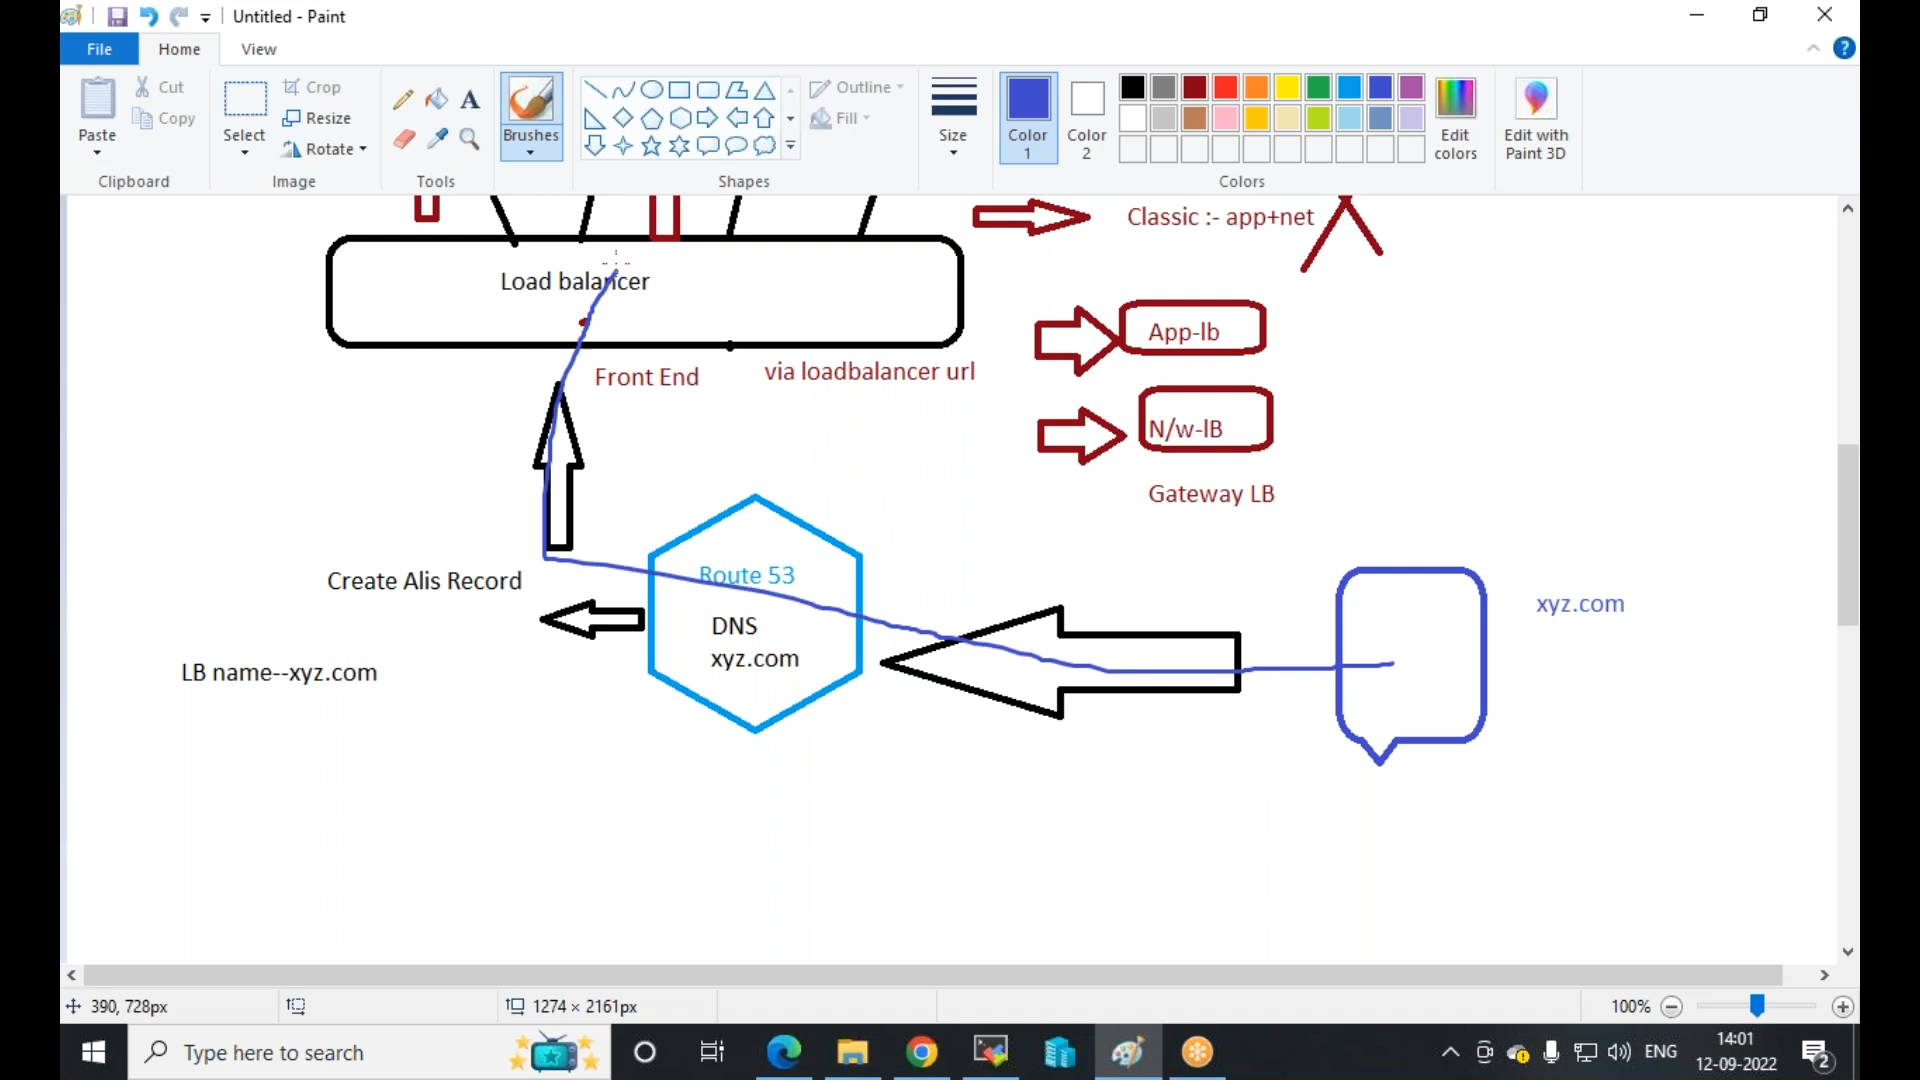 Untitled - Paint
File Home View
Paste
Cut
Copy
Clipboard
Select
Crop
Resize
Rotate
Image
Tools
Brushes
Shapes
Outline
Fill
Size
Color 1
Color 2
Edit colors
Edit with Paint 3D
Colors
Classic :- app+net
Load balancer
App-lb
Front End
via loadbalancer url
N/w-lB
Gateway LB
Create Alis Record
Route 53
DNS
xyz.com
xyz.com
LB name--xyz.com
390, 728px
1274 × 2161px
100%
Type here to search
ENG
14:01
12-09-2022
2